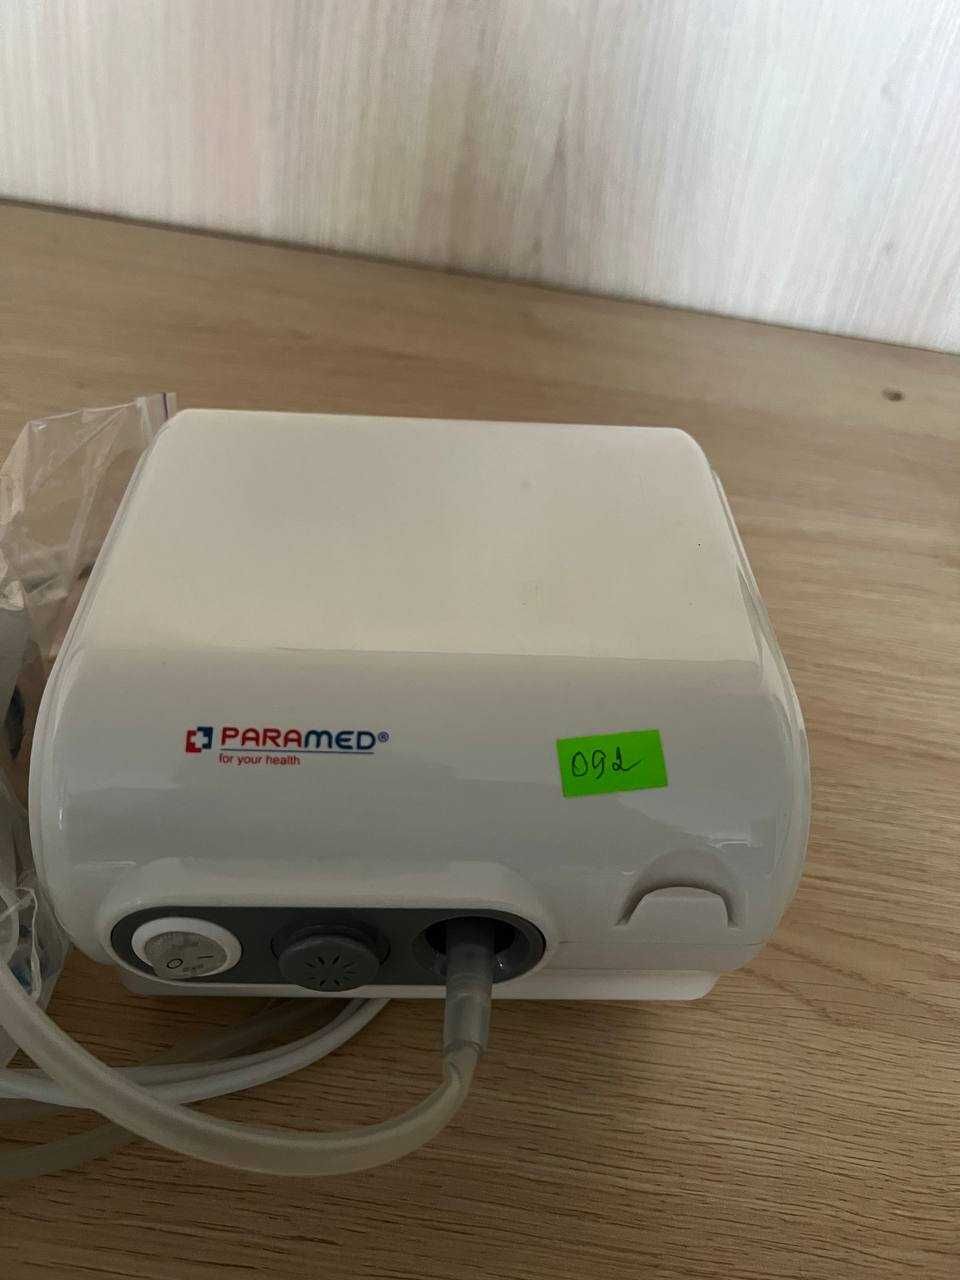 PARAMED®
for your health
092
O –